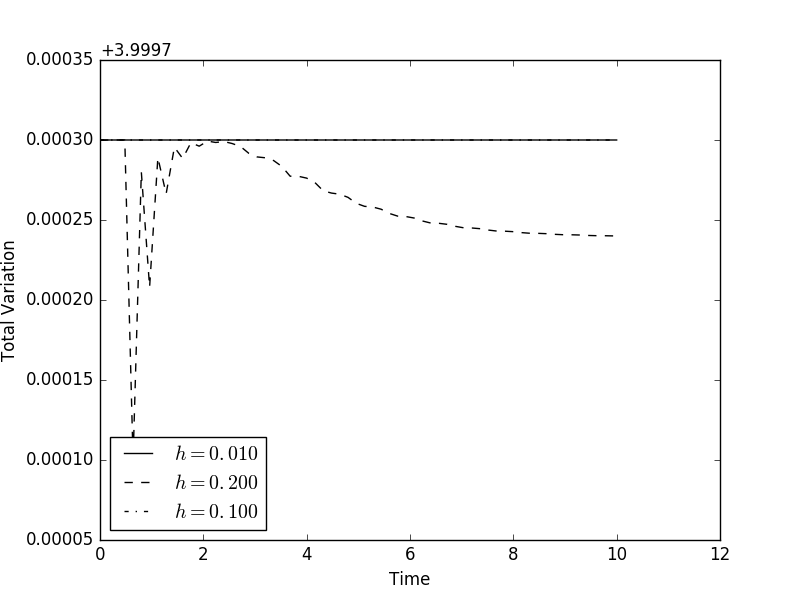 +3.9997
0.00035
0.00030
0.00025
0.00020
0.00015
0.00010
0.00005
Total Variation
h = 0.010
h = 0.200
h = 0.100
0 2 4 6 8 10 12
Time